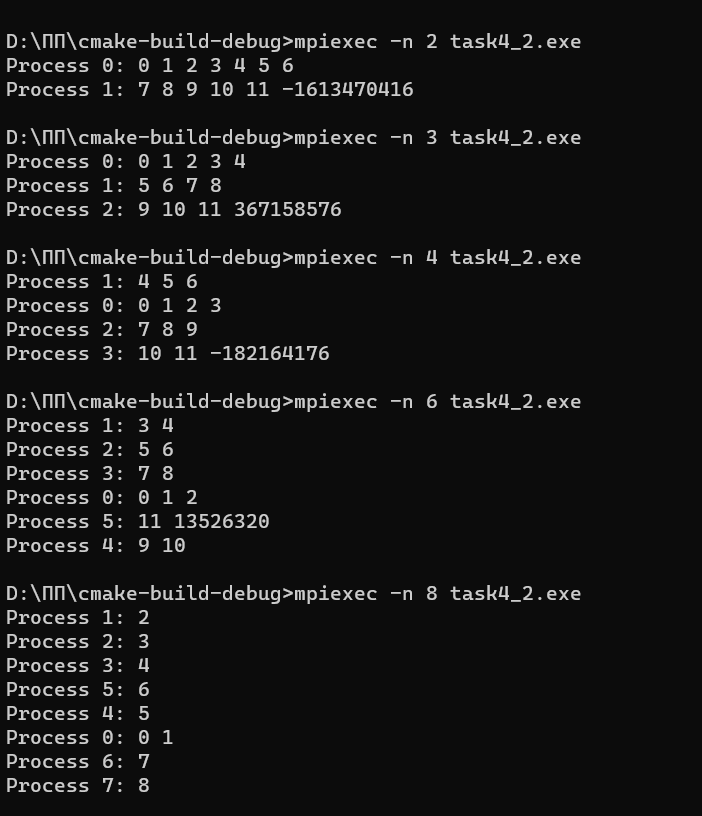 D:\ПП\cmake-build-debug>mpiexec -n 2 task4_2.exe
Process 0: 0 1 2 3 4 5 6
Process 1: 7 8 9 10 11 -1613470416
D:\ПП\cmake-build-debug>mpiexec -n 3 task4_2.exe
Process 0: 0 1 2 3 4
Process 1: 5 6 7 8
Process 2: 9 10 11 367158576
D:\ПП\cmake-build-debug>mpiexec -n 4 task4_2.exe
Process 1: 4 5 6
Process 0: 0 1 2 3
Process 2: 7 8 9
Process 3: 10 11 -182164176
D:\ПП\cmake-build-debug>mpiexec -n 6 task4_2.exe
Process 1: 3 4
Process 2: 5 6
Process 3: 7 8
Process 0: 0 1 2
Process 5: 11 13526320
Process 4: 9 10
D:\ПП\cmake-build-debug>mpiexec -n 8 task4_2.exe
Process 1: 2
Process 2: 3
Process 3: 4
Process 5: 6
Process 4: 5
Process 0: 0 1
Process 6: 7
Process 7: 8